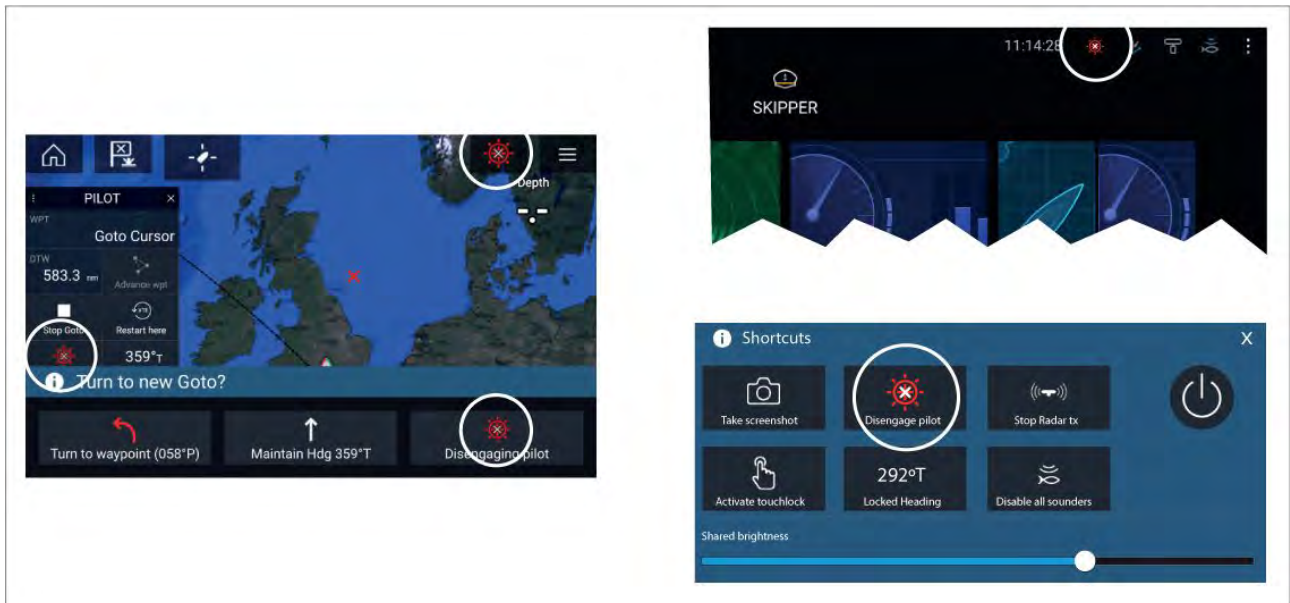 Depth
PILOT
WPT
Goto Cursor
DTW
583.3 nm
Advance wpt
Stop Goto
XTE
Restart here
359°T
Turn to new Goto?
Turn to waypoint (058°P)
Maintain Hdg 359°T
Disengaging pilot
11:14:28
SKIPPER
Shortcuts
X
Take screenshot
Disengage pilot
Stop Radar tx
Activate touchlock
292°T
Locked Heading
Disable all sounders
Shared brightness